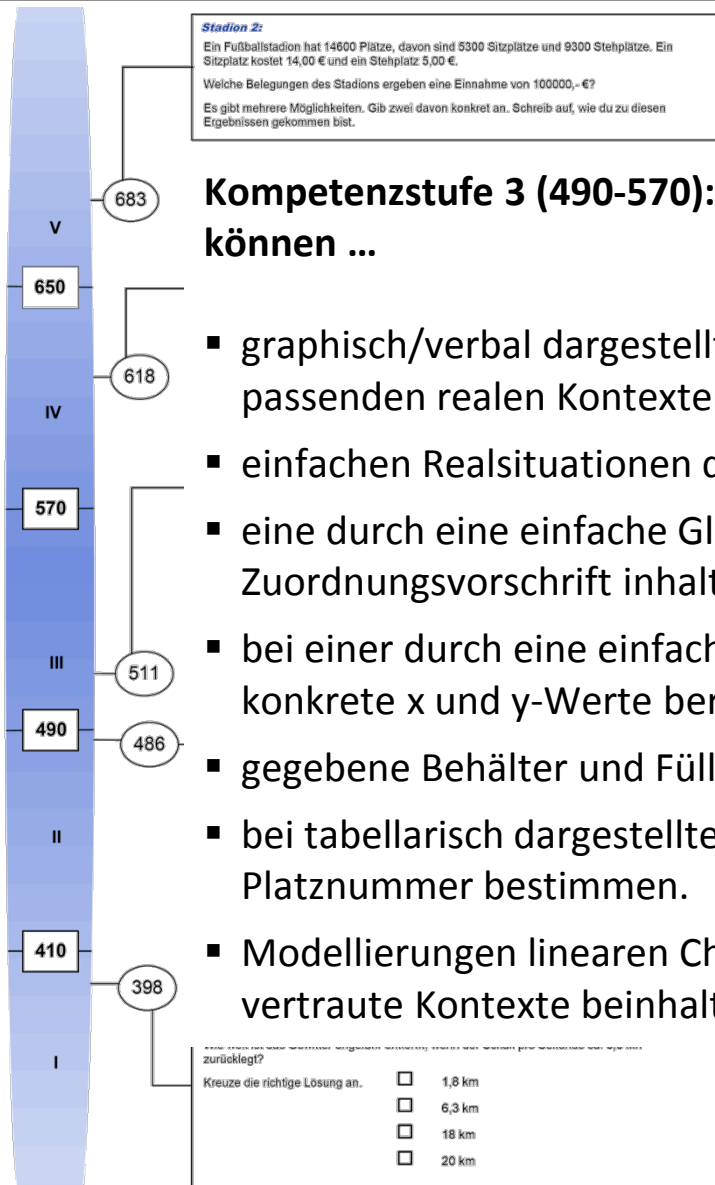 Stadion 2:
Ein Fußballstadion hat 14600 Plätze, davon sind 5300 Sitzplätze und 9300 Stehplätze. Ein
Sitzplatz kostet 14,00 € und ein Stehplatz 5,00 €.
Welche Belegungen des Stadions ergeben eine Einnahme von 100000,- €?
Es gibt mehrere Möglichkeiten. Gib zwei davon konkret an. Schreib auf, wie du zu diesen
Ergebnissen gekommen bist.
683
V
650
618
IV
570
III
511
490
486
II
410
398
I
Kompetenzstufe 3 (490-570):
können …
▪ graphisch/verbal dargestellt
passenden realen Kontexte
▪ einfachen Realsituationen d
▪ eine durch eine einfache Gl
Zuordnungsvorschrift inhalt
▪ bei einer durch eine einfach
konkrete x und y-Werte ber
▪ gegebene Behälter und Füll
▪ bei tabellarisch dargestellte
Platznummer bestimmen.
▪ Modellierungen linearen Ch
vertraute Kontexte beinhalt
zurücklegt?
Kreuze die richtige Lösung an.
1,8 km
6,3 km
18 km
20 km